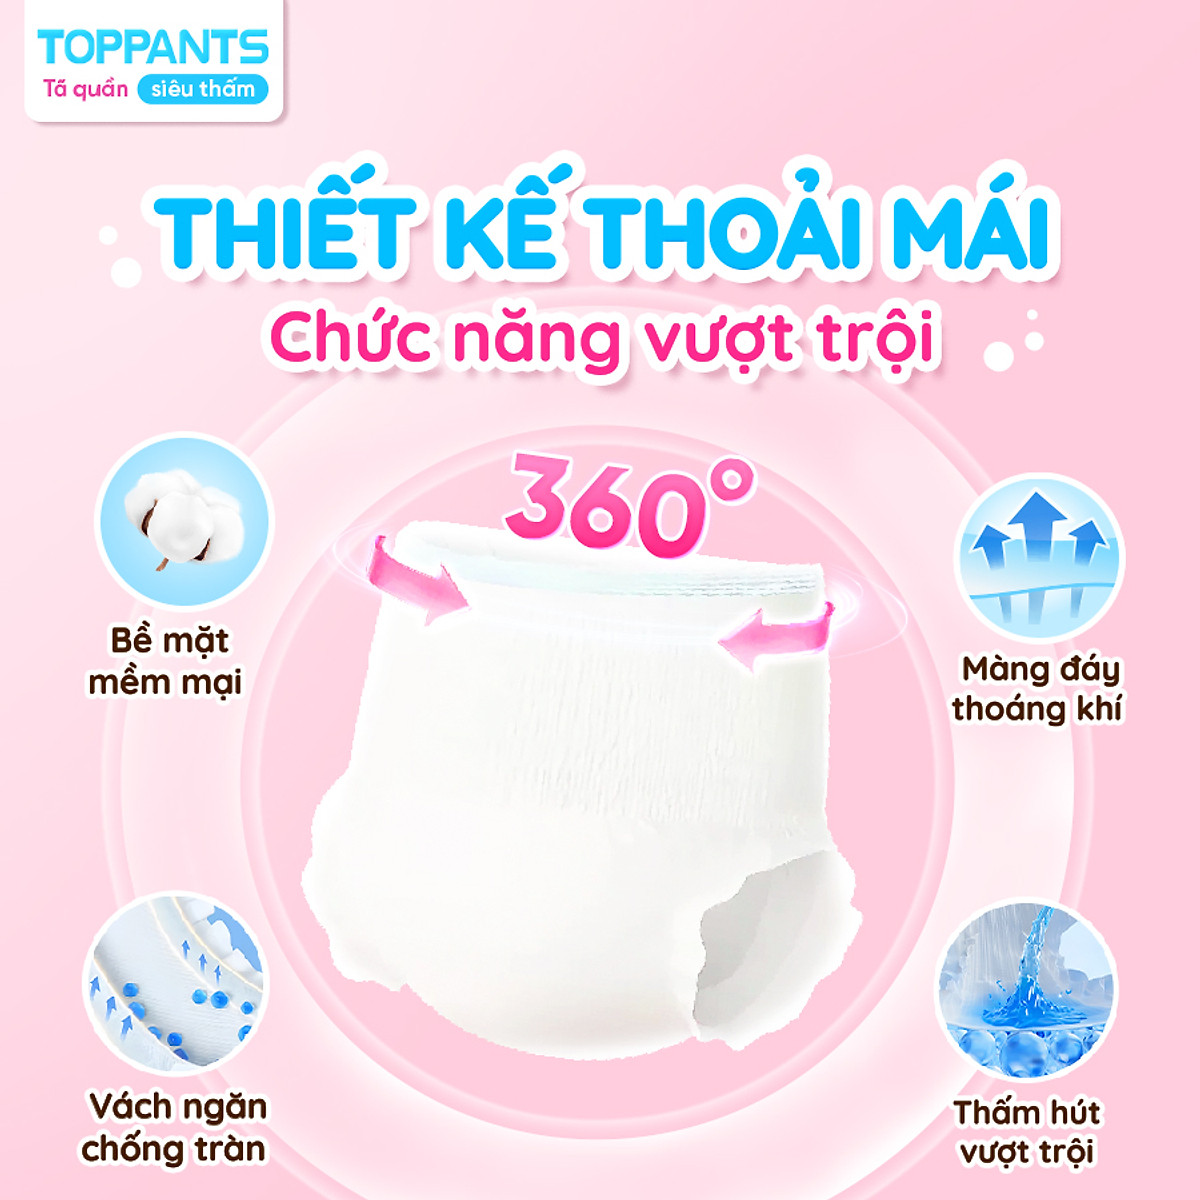 TOPPANTS
Tã quần siêu thấm
THIẾT KẾ THOẢI MÁI
Chức năng vượt trội
360°
Bề mặt
mềm mại
Màng đáy
thoáng khí
Vách ngăn
chống tràn
Thấm hút
vượt trội